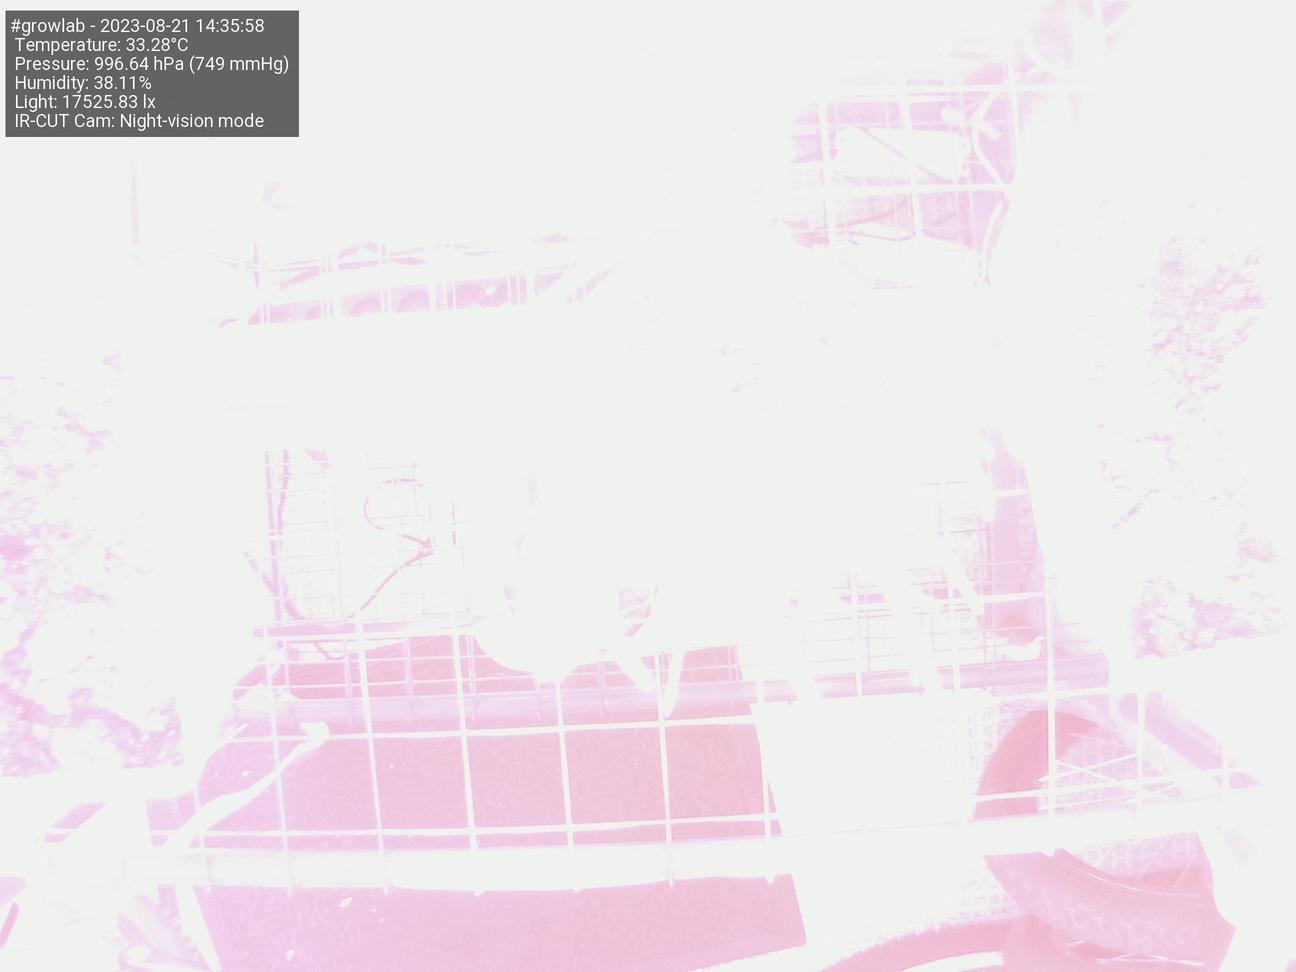 #growlab - 2023-08-21 14:35:58
Temperature: 33.28°C
Pressure: 996.64 hPa (749 mmHg)
Humidity: 38.11%
Light: 17525.83 lx
IR-CUT Cam: Night-vision mode